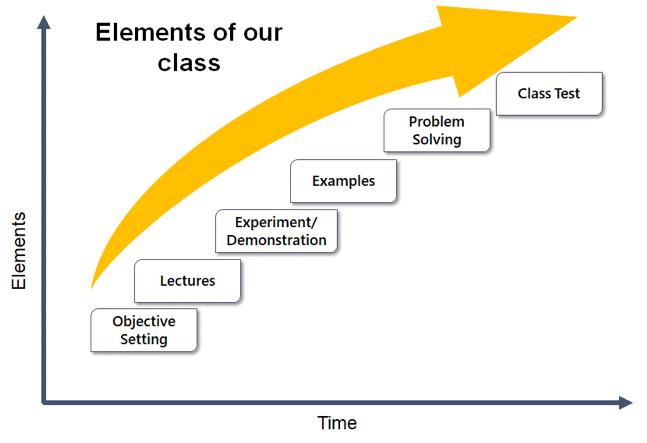 Elements of our
class
Class Test
Problem
Solving
Examples
Experiment/
Demonstration
Lectures
Objective
Setting
Elements
Time